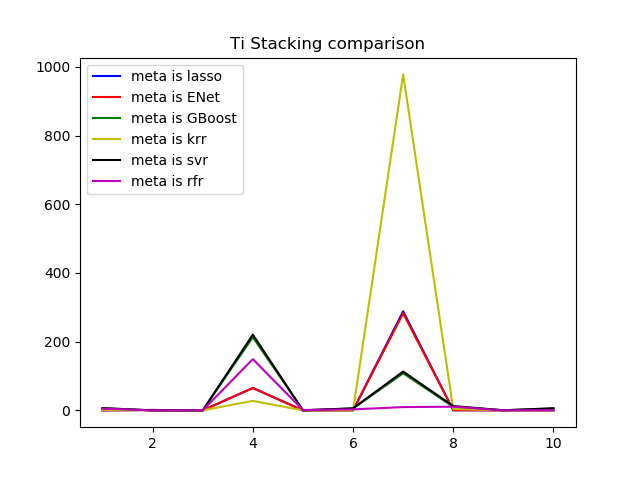 Ti Stacking comparison
1000
800
600
400
200
0
meta is lasso
meta is ENet
meta is GBoost
meta is krr
meta is svr
meta is rfr
2 4 6 8 10